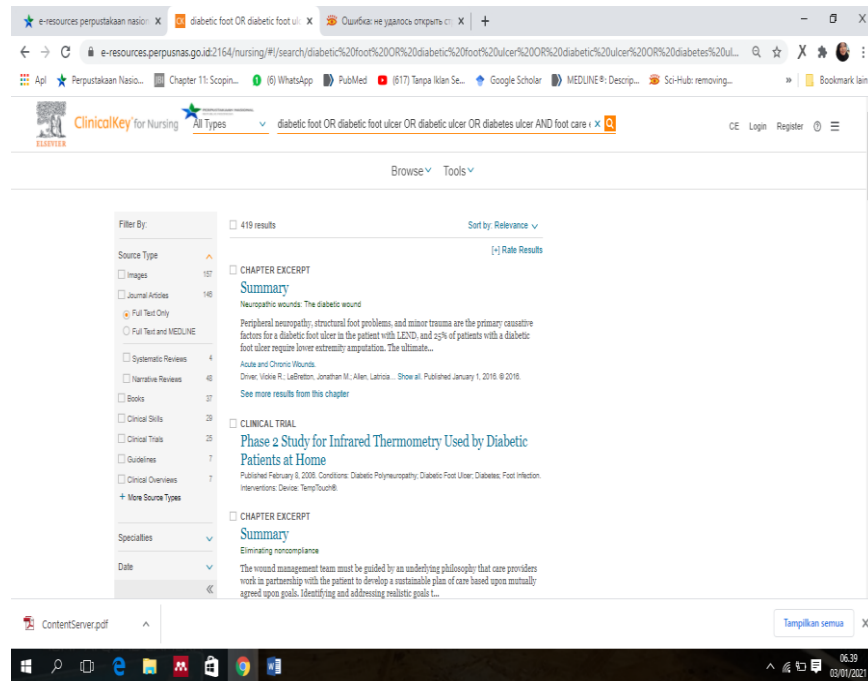 e-resources perpustakaan nasion X
diabetic foot OR diabetic foot ulc X
Ошибка: не удалось открыть ст X
e-resources.perpusnas.go.id:2164/nursing/#!/search/diabetic%20foot%20OR%20diabetic%20foot%20ulcer%20OR%20diabetic%20ulcer%20OR%20diabetes%20ul...
Apl
Perpustakaan Nasio...
Chapter 11: Scopin...
(6) WhatsApp
PubMed
(617) Tanpa Iklan Se...
Google Scholar
MEDLINE®: Descrip...
Sci-Hub: removing...
»
Bookmark lain
ELSEVIER
ClinicalKey® for Nursing
PERPUSTAKAAN NASIONAL
All Types
diabetic foot OR diabetic foot ulcer OR diabetic ulcer OR diabetes ulcer AND foot care
CE Login Register
Browse Tools
Filter By:
Source Type
Images 157
Journal Articles 146
Full Text Only
Full Text and MEDLINE
Systematic Reviews 4
Narrative Reviews
Books 37
Clinical Skills 29
Clinical Trials 25
Guidelines 7
Clinical Overviews 7
+ More Source Types
Specialties
Date
419 results
Sort by: Relevance
[+] Rate Results
CHAPTER EXCERPT
Summary
Neuropathic wounds: The diabetic wound
Peripheral neuropathy, structural foot problems, and minor trauma are the primary causative
factors for a diabetic foot ulcer in the patient with LEND, and 25% of patients with a diabetic
foot ulcer require lower extremity amputation. The ultimate...
Acute and Chronic Wounds.
Driver, Vickie R.; LeBretton, Jonathan M.; Allen, Latricia... Show all. Published January 1, 2016. © 2016.
See more results from this chapter
CLINICAL TRIAL
Phase 2 Study for Infrared Thermometry Used by Diabetic
Patients at Home
Published February 8, 2006. Conditions: Diabetic Polyneuropathy; Diabetic Foot Ulcer; Diabetes; Foot Infection.
Interventions: Device: TempTouch®.
CHAPTER EXCERPT
Summary
Eliminating noncompliance
The wound management team must be guided by an underlying philosophy that care providers
work in partnership with the patient to develop a sustainable plan of care based upon mutually
agreed upon goals. Identifying and addressing realistic goals t...
ContentServer.pdf
Tampilkan semua X
06.39
03/01/2021